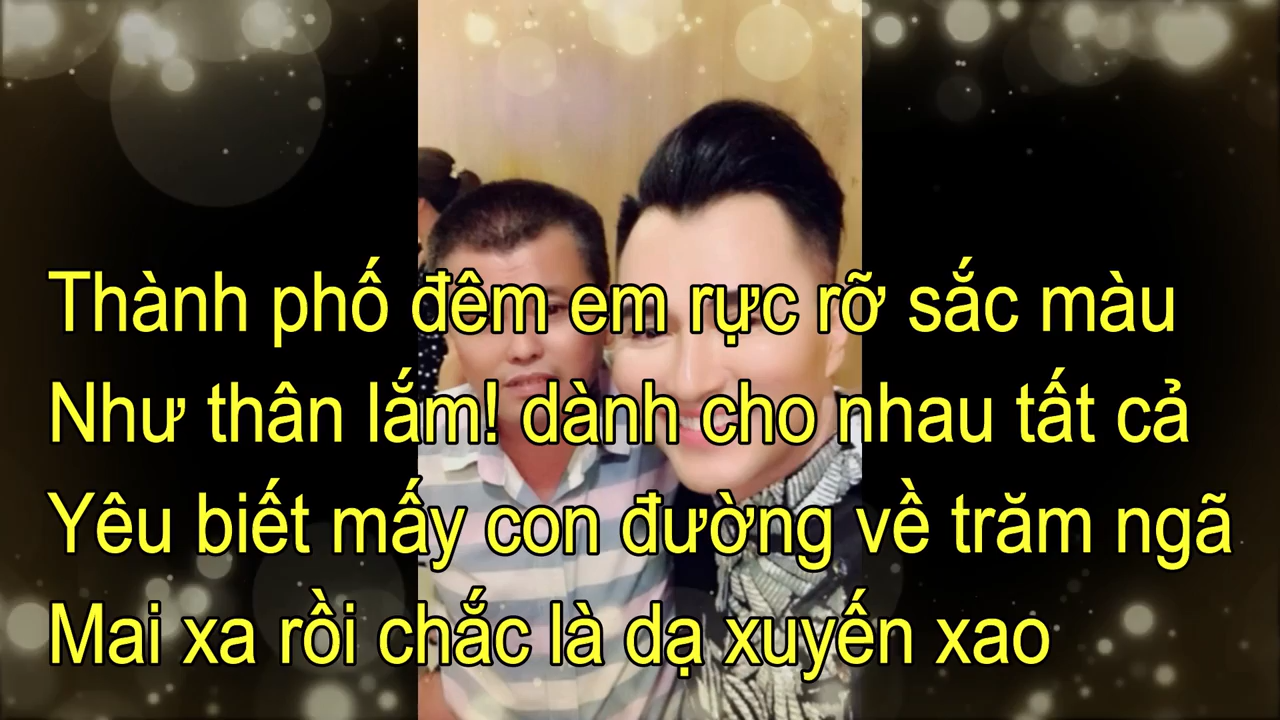 Thành phố đêm em rực rỡ sắc màu
Như thân lắm! dành cho nhau tất cả
Yêu biết mấy con đường về trăm ngã
Mai xa rồi chắc là dạ xuyến xao